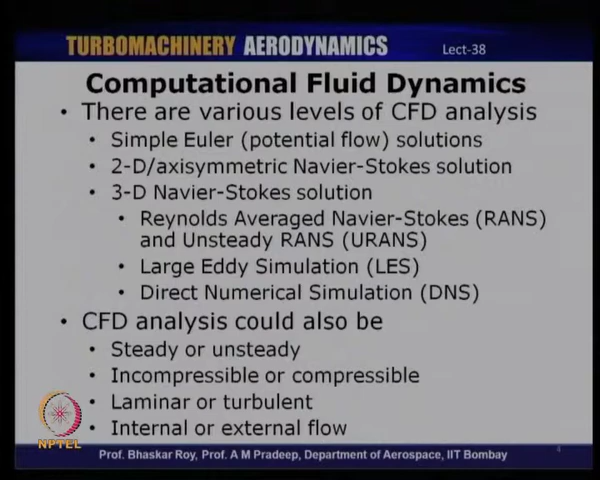 TURBOMACHINERY AERODYNAMICS Lect-38
Computational Fluid Dynamics
• There are various levels of CFD analysis
• Simple Euler (potential flow) solutions
• 2-D/axisymmetric Navier-Stokes solution
• 3-D Navier-Stokes solution
• Reynolds Averaged Navier-Stokes (RANS)
and Unsteady RANS (URANS)
• Large Eddy Simulation (LES)
• Direct Numerical Simulation (DNS)
• CFD analysis could also be
• Steady or unsteady
• Incompressible or compressible
• Laminar or turbulent
• Internal or external flow
NPTEL
Prof. Bhaskar Roy, Prof. A M Pradeep, Department of Aerospace, IIT Bombay
4